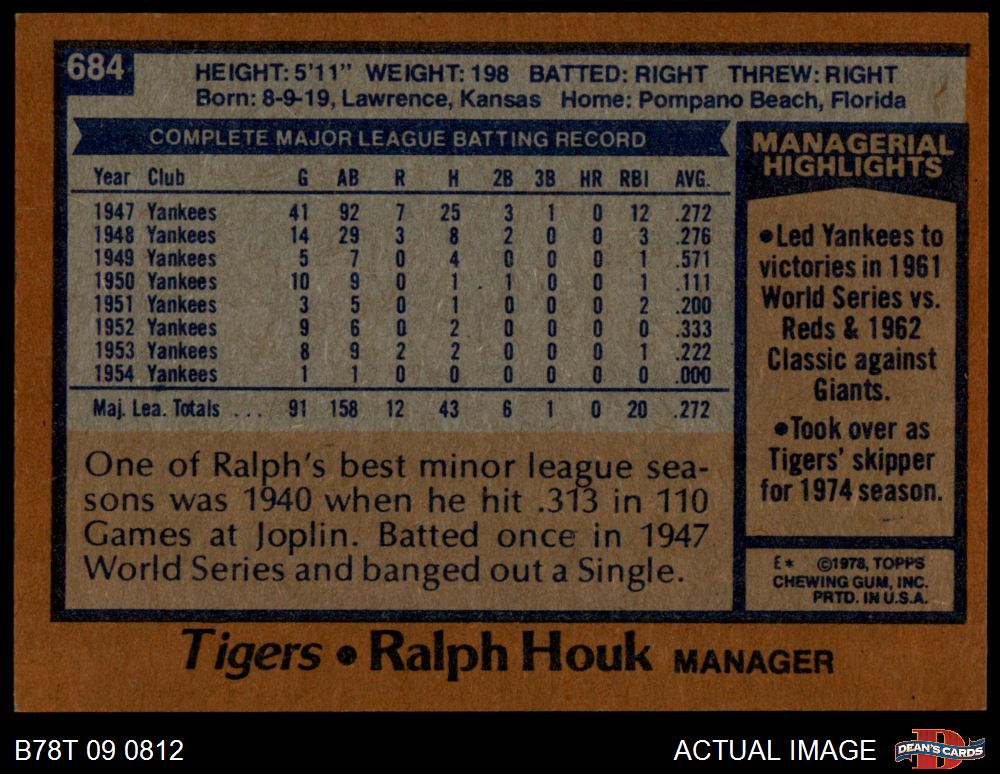 684
HEIGHT: 5'11" WEIGHT: 198 BATTED: RIGHT THREW: RIGHT
Born: 8-9-19, Lawrence, Kansas Home: Pompano Beach, Florida
COMPLETE MAJOR LEAGUE BATTING RECORD
Year Club G AB R H 2B 3B HR RBI AVG.
1947 Yankees 41 92 7 25 3 1 0 12 .272
1948 Yankees 14 29 3 8 2 0 0 3 .276
1949 Yankees 5 7 0 4 0 0 0 1 .571
1950 Yankees 10 9 0 1 1 0 0 1 .111
1951 Yankees 3 5 0 1 0 0 0 2 .200
1952 Yankees 9 6 0 2 0 0 0 0 .333
1953 Yankees 8 9 2 2 0 0 0 1 .222
1954 Yankees 1 1 0 0 0 0 0 0 .000
Maj. Lea. Totals ... 91 158 12 43 6 1 0 20 .272
One of Ralph's best minor league sea-
sons was 1940 when he hit .313 in 110
Games at Joplin. Batted once in 1947
World Series and banged out a Single.
MANAGERIAL
HIGHLIGHTS
•Led Yankees to
victories in 1961
World Series vs.
Reds & 1962
Classic against
Giants.
•Took over as
Tigers' skipper
for 1974 season.
E* ©1978, TOPPS
CHEWING GUM, INC.
PRTD. IN U.S.A.
Tigers • Ralph Houk MANAGER
B78T 09 0812
ACTUAL IMAGE
D
DEAN'S CARDS